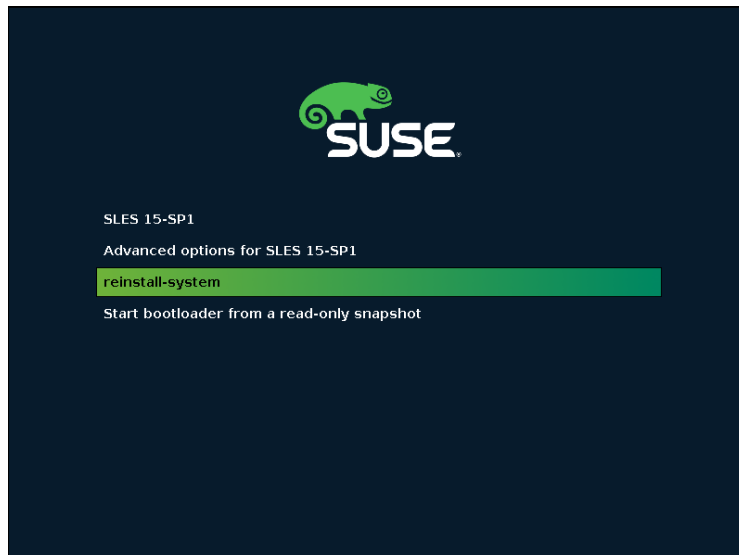 SUSE
SLES 15-SP1
Advanced options for SLES 15-SP1
reinstall-system
Start bootloader from a read-only snapshot